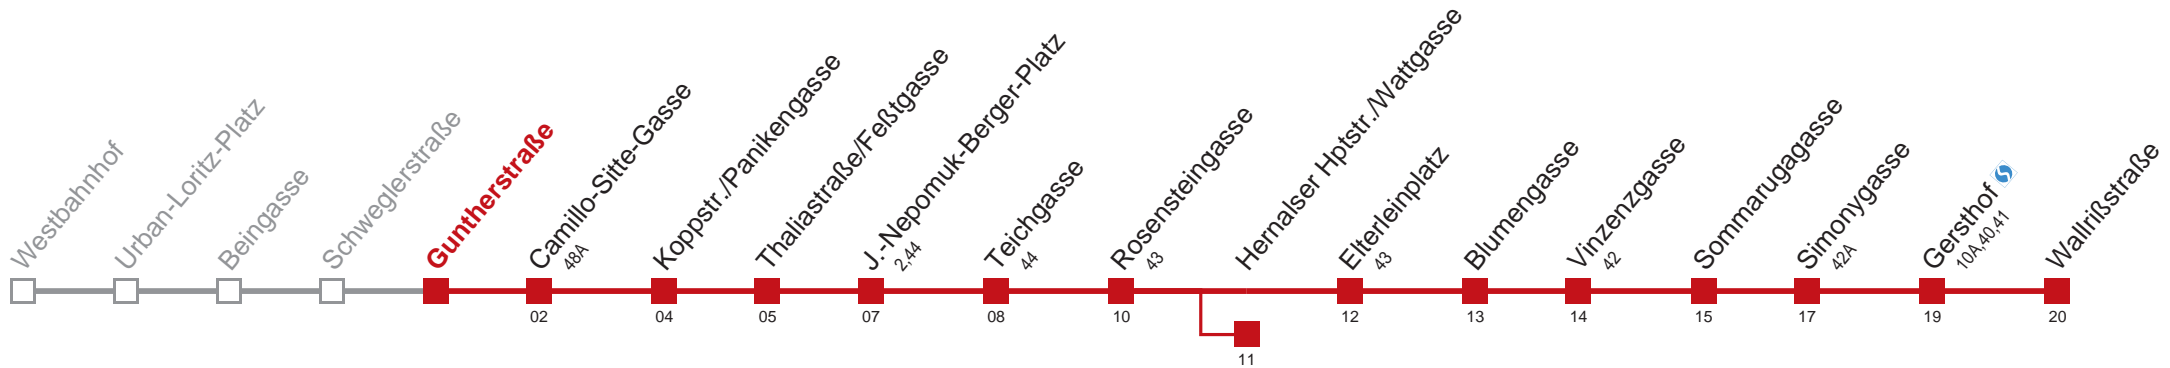 Westbahnhof
Urban-Loritz-Platz
Beingasse
Schweglerstraße
Guntherstraße
Camillo-Sitte-Gasse
48A
02
Koppstr./Panikengasse
04
Thaliastraße/Feßtgasse
05
J.-Nepomuk-Berger-Platz
2,44
07
Teichgasse
44
08
Rosensteingasse
43
10
Hernalser Hptstr./Wattgasse
11
Elterleinplatz
43
12
Blumengasse
13
Vinzenzgasse
42
14
Sommarugagasse
15
Simonygasse
42A
17
Gersthof
10A,40,41
19
Wallrißstraße
20